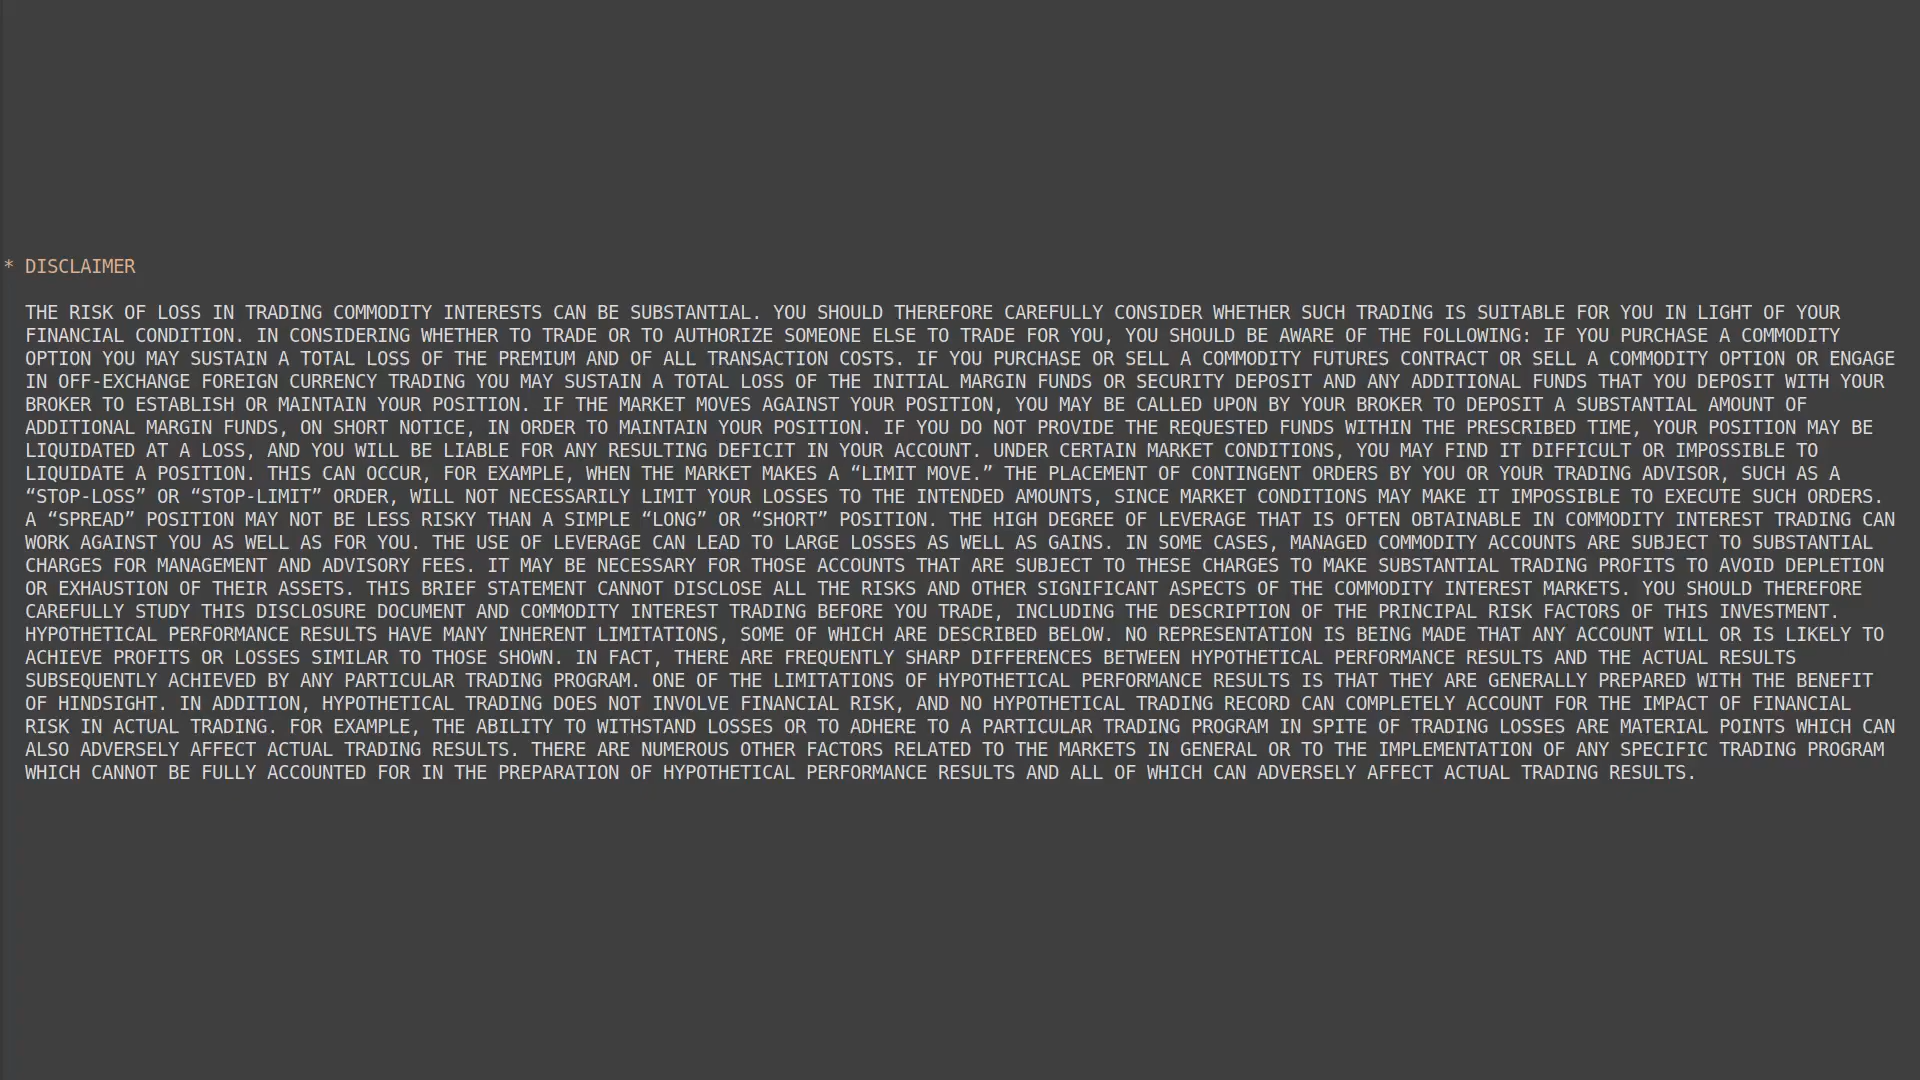 * DISCLAIMER
THE RISK OF LOSS IN TRADING COMMODITY INTERESTS CAN BE SUBSTANTIAL. YOU SHOULD THEREFORE CAREFULLY CONSIDER WHETHER SUCH TRADING IS SUITABLE FOR YOU IN LIGHT OF YOUR
FINANCIAL CONDITION. IN CONSIDERING WHETHER TO TRADE OR TO AUTHORIZE SOMEONE ELSE TO TRADE FOR YOU, YOU SHOULD BE AWARE OF THE FOLLOWING: IF YOU PURCHASE A COMMODITY
OPTION YOU MAY SUSTAIN A TOTAL LOSS OF THE PREMIUM AND OF ALL TRANSACTION COSTS. IF YOU PURCHASE OR SELL A COMMODITY FUTURES CONTRACT OR SELL A COMMODITY OPTION OR ENGAGE
IN OFF-EXCHANGE FOREIGN CURRENCY TRADING YOU MAY SUSTAIN A TOTAL LOSS OF THE INITIAL MARGIN FUNDS OR SECURITY DEPOSIT AND ANY ADDITIONAL FUNDS THAT YOU DEPOSIT WITH YOUR
BROKER TO ESTABLISH OR MAINTAIN YOUR POSITION. IF THE MARKET MOVES AGAINST YOUR POSITION, YOU MAY BE CALLED UPON BY YOUR BROKER TO DEPOSIT A SUBSTANTIAL AMOUNT OF
ADDITIONAL MARGIN FUNDS, ON SHORT NOTICE, IN ORDER TO MAINTAIN YOUR POSITION. IF YOU DO NOT PROVIDE THE REQUESTED FUNDS WITHIN THE PRESCRIBED TIME, YOUR POSITION MAY BE
LIQUIDATED AT A LOSS, AND YOU WILL BE LIABLE FOR ANY RESULTING DEFICIT IN YOUR ACCOUNT. UNDER CERTAIN MARKET CONDITIONS, YOU MAY FIND IT DIFFICULT OR IMPOSSIBLE TO
LIQUIDATE A POSITION. THIS CAN OCCUR, FOR EXAMPLE, WHEN THE MARKET MAKES A “LIMIT MOVE.” THE PLACEMENT OF CONTINGENT ORDERS BY YOU OR YOUR TRADING ADVISOR, SUCH AS A
“STOP-LOSS” OR “STOP-LIMIT” ORDER, WILL NOT NECESSARILY LIMIT YOUR LOSSES TO THE INTENDED AMOUNTS, SINCE MARKET CONDITIONS MAY MAKE IT IMPOSSIBLE TO EXECUTE SUCH ORDERS.
A “SPREAD” POSITION MAY NOT BE LESS RISKY THAN A SIMPLE “LONG” OR “SHORT” POSITION. THE HIGH DEGREE OF LEVERAGE THAT IS OFTEN OBTAINABLE IN COMMODITY INTEREST TRADING CAN
WORK AGAINST YOU AS WELL AS FOR YOU. THE USE OF LEVERAGE CAN LEAD TO LARGE LOSSES AS WELL AS GAINS. IN SOME CASES, MANAGED COMMODITY ACCOUNTS ARE SUBJECT TO SUBSTANTIAL
CHARGES FOR MANAGEMENT AND ADVISORY FEES. IT MAY BE NECESSARY FOR THOSE ACCOUNTS THAT ARE SUBJECT TO THESE CHARGES TO MAKE SUBSTANTIAL TRADING PROFITS TO AVOID DEPLETION
OR EXHAUSTION OF THEIR ASSETS. THIS BRIEF STATEMENT CANNOT DISCLOSE ALL THE RISKS AND OTHER SIGNIFICANT ASPECTS OF THE COMMODITY INTEREST MARKETS. YOU SHOULD THEREFORE
CAREFULLY STUDY THIS DISCLOSURE DOCUMENT AND COMMODITY INTEREST TRADING BEFORE YOU TRADE, INCLUDING THE DESCRIPTION OF THE PRINCIPAL RISK FACTORS OF THIS INVESTMENT.
HYPOTHETICAL PERFORMANCE RESULTS HAVE MANY INHERENT LIMITATIONS, SOME OF WHICH ARE DESCRIBED BELOW. NO REPRESENTATION IS BEING MADE THAT ANY ACCOUNT WILL OR IS LIKELY TO
ACHIEVE PROFITS OR LOSSES SIMILAR TO THOSE SHOWN. IN FACT, THERE ARE FREQUENTLY SHARP DIFFERENCES BETWEEN HYPOTHETICAL PERFORMANCE RESULTS AND THE ACTUAL RESULTS
SUBSEQUENTLY ACHIEVED BY ANY PARTICULAR TRADING PROGRAM. ONE OF THE LIMITATIONS OF HYPOTHETICAL PERFORMANCE RESULTS IS THAT THEY ARE GENERALLY PREPARED WITH THE BENEFIT
OF HINDSIGHT. IN ADDITION, HYPOTHETICAL TRADING DOES NOT INVOLVE FINANCIAL RISK, AND NO HYPOTHETICAL TRADING RECORD CAN COMPLETELY ACCOUNT FOR THE IMPACT OF FINANCIAL
RISK IN ACTUAL TRADING. FOR EXAMPLE, THE ABILITY TO WITHSTAND LOSSES OR TO ADHERE TO A PARTICULAR TRADING PROGRAM IN SPITE OF TRADING LOSSES ARE MATERIAL POINTS WHICH CAN
ALSO ADVERSELY AFFECT ACTUAL TRADING RESULTS. THERE ARE NUMEROUS OTHER FACTORS RELATED TO THE MARKETS IN GENERAL OR TO THE IMPLEMENTATION OF ANY SPECIFIC TRADING PROGRAM
WHICH CANNOT BE FULLY ACCOUNTED FOR IN THE PREPARATION OF HYPOTHETICAL PERFORMANCE RESULTS AND ALL OF WHICH CAN ADVERSELY AFFECT ACTUAL TRADING RESULTS.